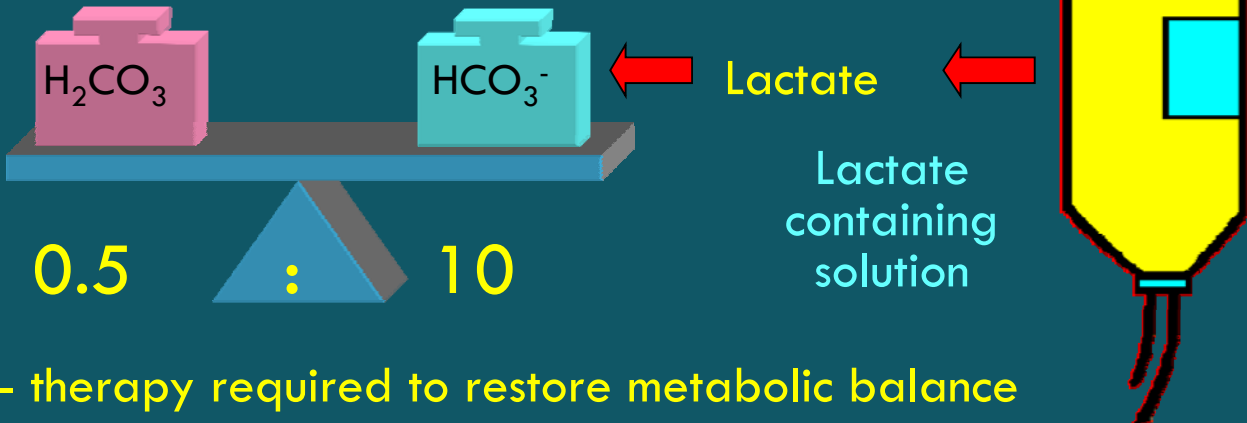 H₂CO₃ HCO₃⁻ Lactate
Lactate
containing
solution
0.5 : 10
- therapy required to restore metabolic balance